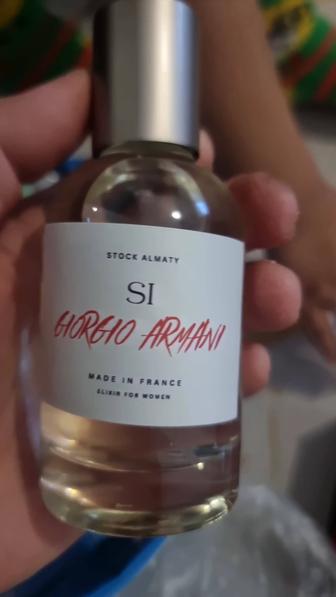 STOCK ALMATY
SI
GIORGIO ARMANI
MADE IN FRANCE
ELIXIR FOR WOMEN